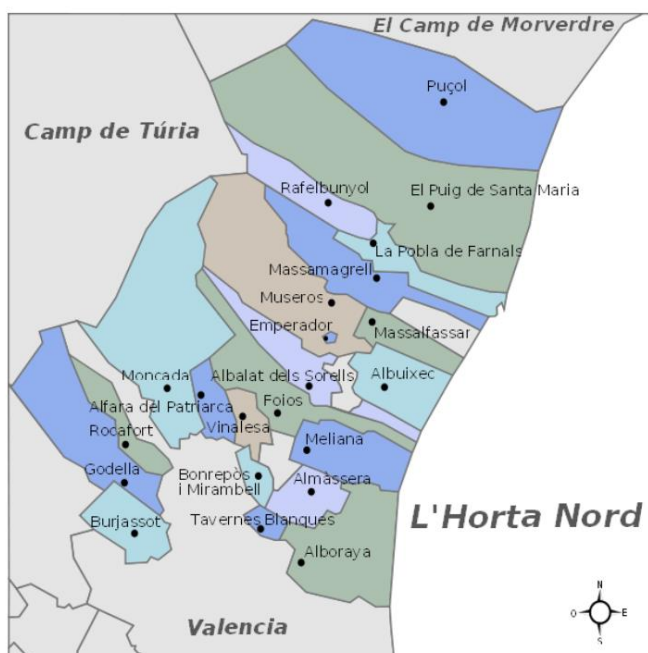 El Camp de Morverdre
Puçol
Camp de Túria
Rafelbunyol
El Puig de Santa Maria
La Pobla de Farnals
Massamagrell
Museros
Emperador
Massalfassar
Moncada
Albalat dels Sorells
Albuixec
Alfara del Patriarca
Foios
Vinalesa
Rocafort
Meliana
Godella
Bonrepòs
i Mirambell
Almàssera
Burjassot
Tavernes Blanques
L'Horta Nord
Alboraya
Valencia
N
O
E
S